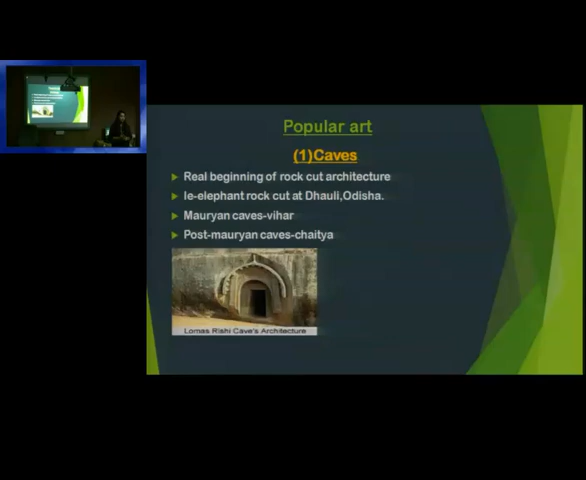 Popular art
(1)Caves
Real beginning of rock cut architecture
Ie-elephant rock cut at Dhauli,Odisha.
Mauryan caves-vihar
Post-mauryan caves-chaitya
Lomas Rishi Cave's Architecture